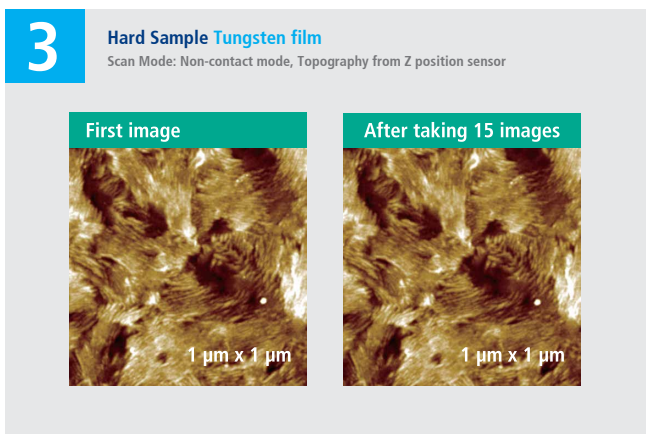 3
Hard Sample Tungsten film
Scan Mode: Non-contact mode, Topography from Z position sensor
First image
After taking 15 images
1 µm x 1 µm
1 µm x 1 µm